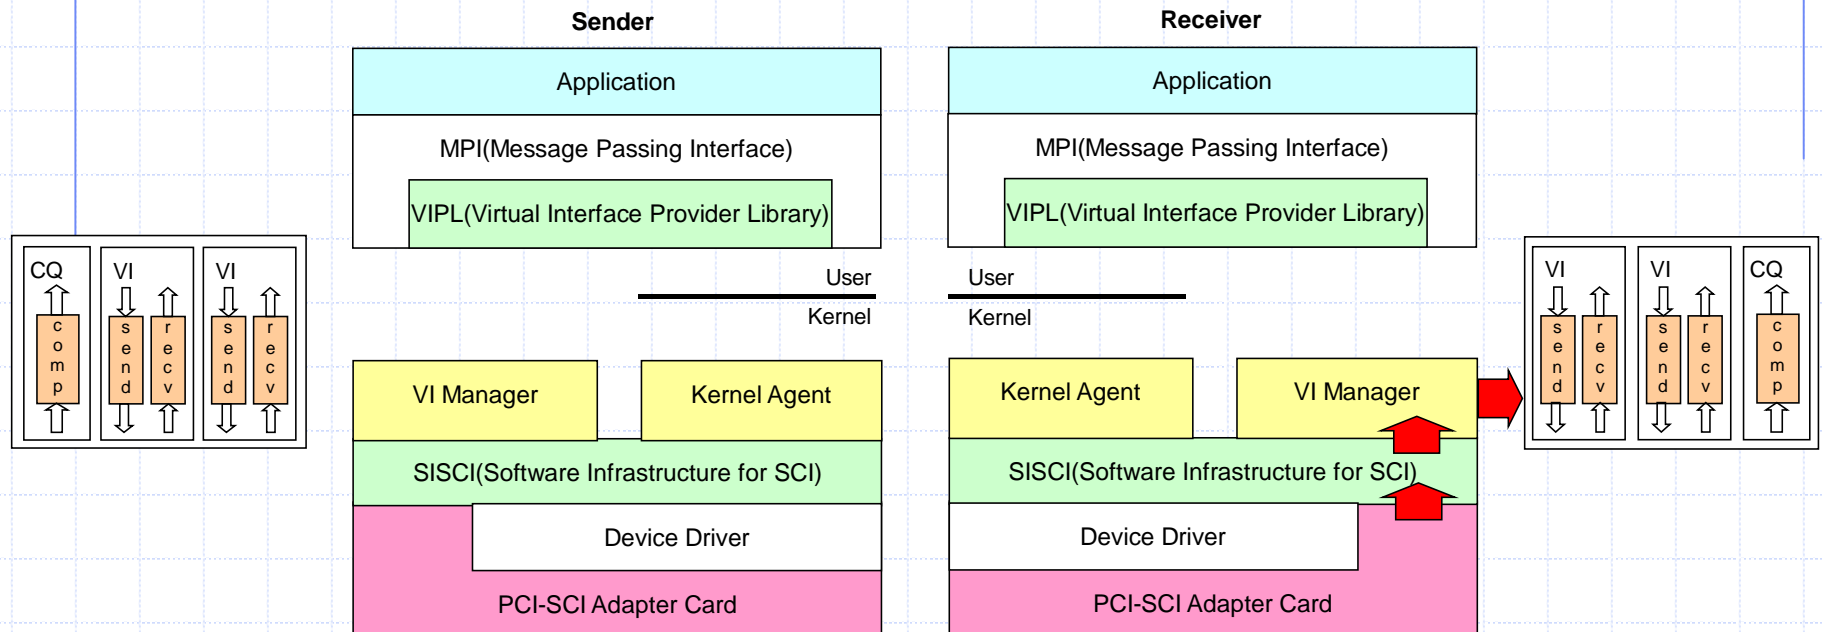 Sender
Receiver
Application
Application
MPI(Message Passing Interface)
MPI(Message Passing Interface)
VIPL(Virtual Interface Provider Library)
VIPL(Virtual Interface Provider Library)
CQ
VI
VI
comp
send
recv
send
recv
User
Kernel
User
Kernel
VI
VI
CQ
send
recv
send
recv
comp
VI Manager
Kernel Agent
Kernel Agent
VI Manager
SISCI(Software Infrastructure for SCI)
SISCI(Software Infrastructure for SCI)
Device Driver
Device Driver
PCI-SCI Adapter Card
PCI-SCI Adapter Card